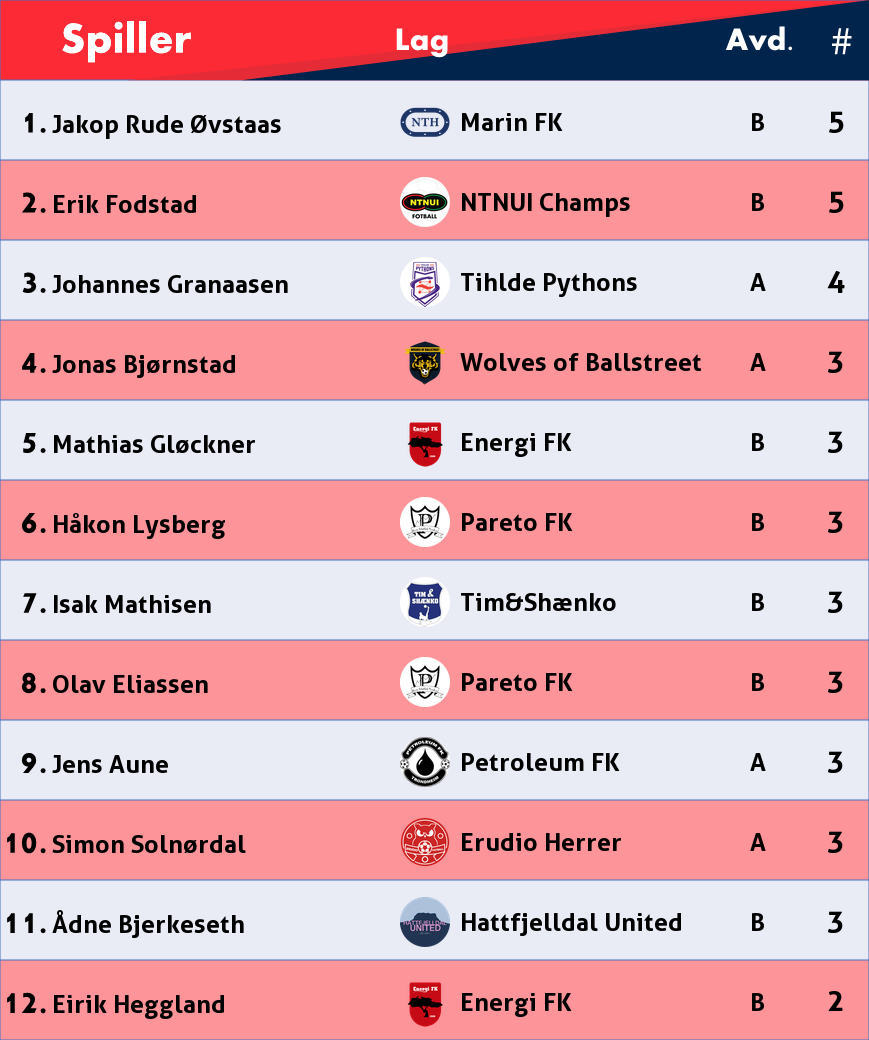 Spiller Lag Avd. #
1. Jakop Rude Øvstaas NTH Marin FK B 5
2. Erik Fodstad NTNUI FOTBALL NTNUI Champs B 5
3. Johannes Granaasen PYTHONS Tihlde Pythons A 4
4. Jonas Bjørnstad WOLVES OF BALLSTREET Wolves of Ballstreet A 3
5. Mathias Gløckner Energi FK Energi FK B 3
6. Håkon Lysberg P Pareto FK B 3
7. Isak Mathisen TIM & SHÆNKO Tim&Shænko B 3
8. Olav Eliassen P Pareto FK B 3
9. Jens Aune PETROLEUM FK TRONDHEIM Petroleum FK A 3
10. Simon Solnørdal Erudio Herrer A 3
11. Ådne Bjerkeseth HATTFJELLDAL UNITED Hattfjelldal United B 3
12. Eirik Heggland Energi FK Energi FK B 2